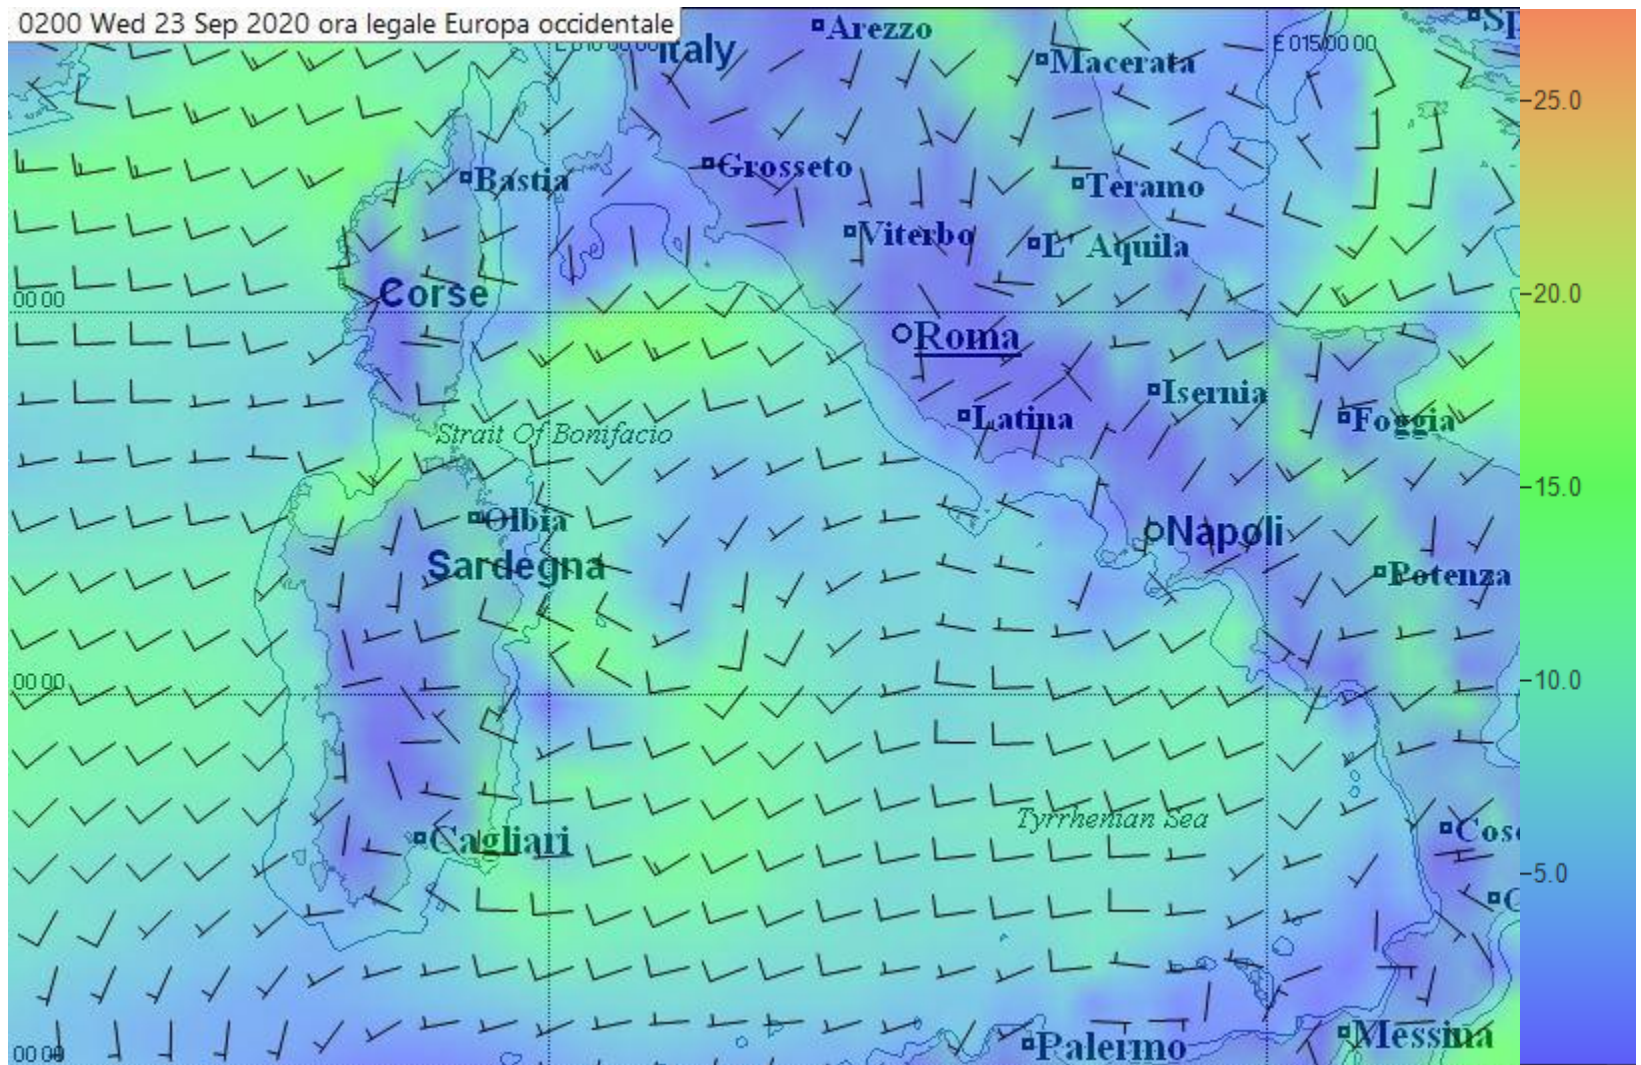 0200 Wed 23 Sep 2020 ora legale Europa occidentale
Italy
Arezzo
E 015 00 00
Macerata
25.0
Grosseto
Bastia
Teramo
Viterbo
L' Aquila
Corse
00 00
20.0
Roma
Isernia
Latina
Foggia
Strait Of Bonifacio
15.0
Olbia
Napoli
Sardegna
Potenza
00 00
10.0
Tyrrhenian Sea
Cagliari
Cos
5.0
Messina
Palermo
00 00